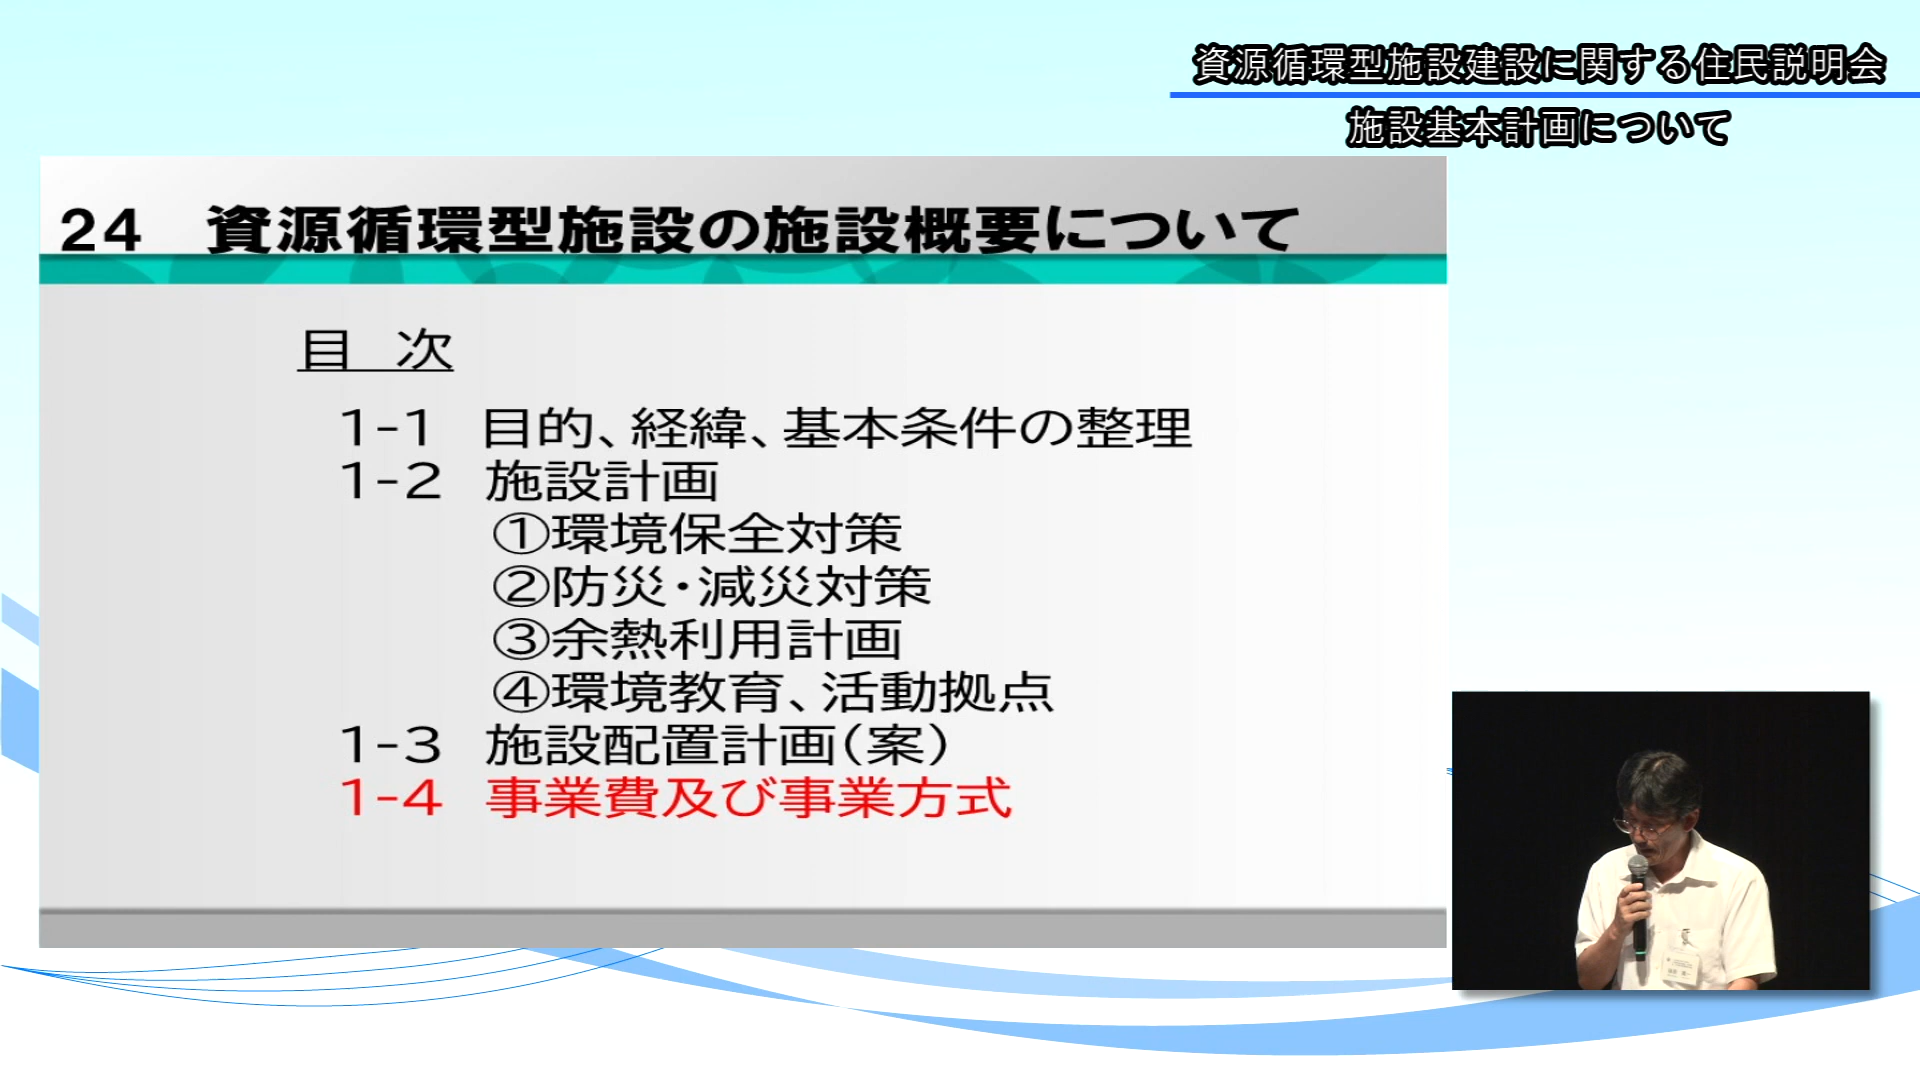 資源循環型施設建設に関する住民説明会
施設基本計画について
24　資源循環型施設の施設概要について
目　次
1-1　目的、経緯、基本条件の整理
1-2　施設計画
①環境保全対策
②防災・減災対策
③余熱利用計画
④環境教育、活動拠点
1-3　施設配置計画（案）
1-4　事業費及び事業方式